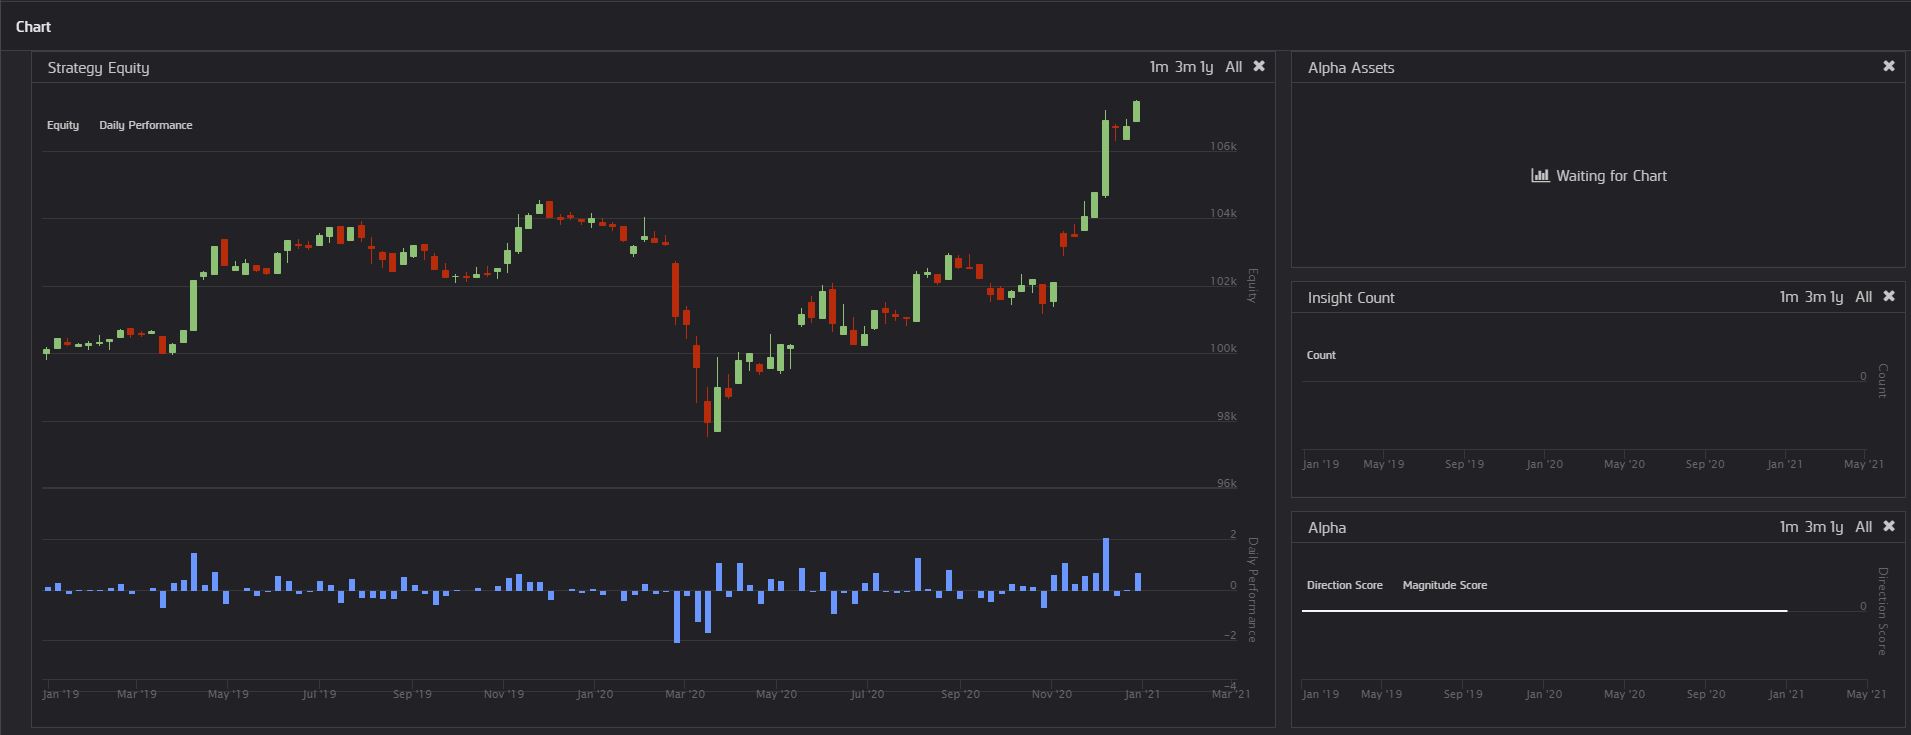 Chart
Strategy Equity 1m 3m 1y All ✖
Equity Daily Performance
106k
104k
102k
100k
98k
96k
Equity
2
0
-2
-4
Daily Performance
Jan '19 Mar '19 May '19 Jul '19 Sep '19 Nov '19 Jan '20 Mar '20 May '20 Jul '20 Sep '20 Nov '20 Jan '21 Mar '21
Alpha Assets ✖
Waiting for Chart
Insight Count 1m 3m 1y All ✖
Count
0
Count
Jan '19 May '19 Sep '19 Jan '20 May '20 Sep '20 Jan '21 May '21
Alpha 1m 3m 1y All ✖
Direction Score Magnitude Score
0
Direction Score
Jan '19 May '19 Sep '19 Jan '20 May '20 Sep '20 Jan '21 May '21